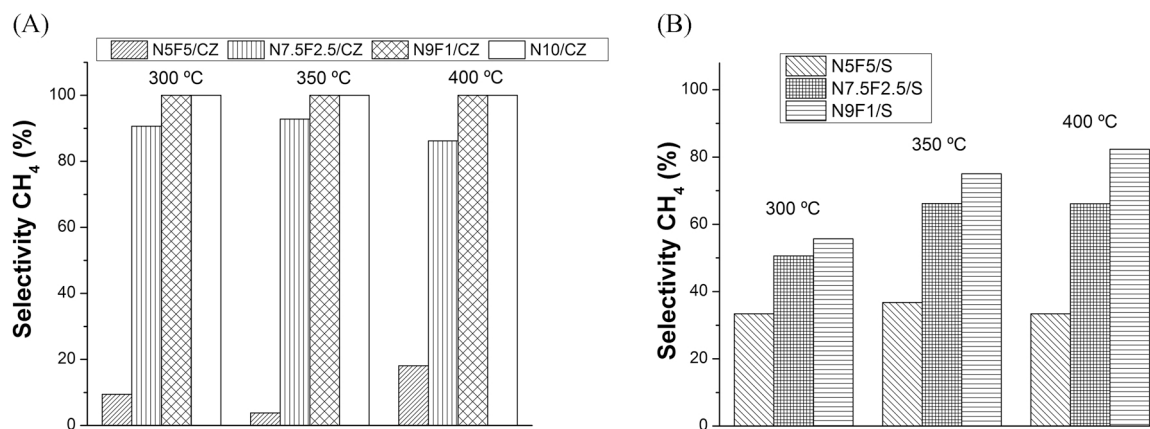 (A)
N5F5/CZ N7.5F2.5/CZ N9F1/CZ N10/CZ
300 ºC 350 ºC 400 ºC
100
80
60
40
20
0
Selectivity CH4 (%)
(B)
N5F5/S
N7.5F2.5/S
N9F1/S
300 ºC
350 ºC
400 ºC
100
80
60
40
20
0
Selectivity CH4 (%)